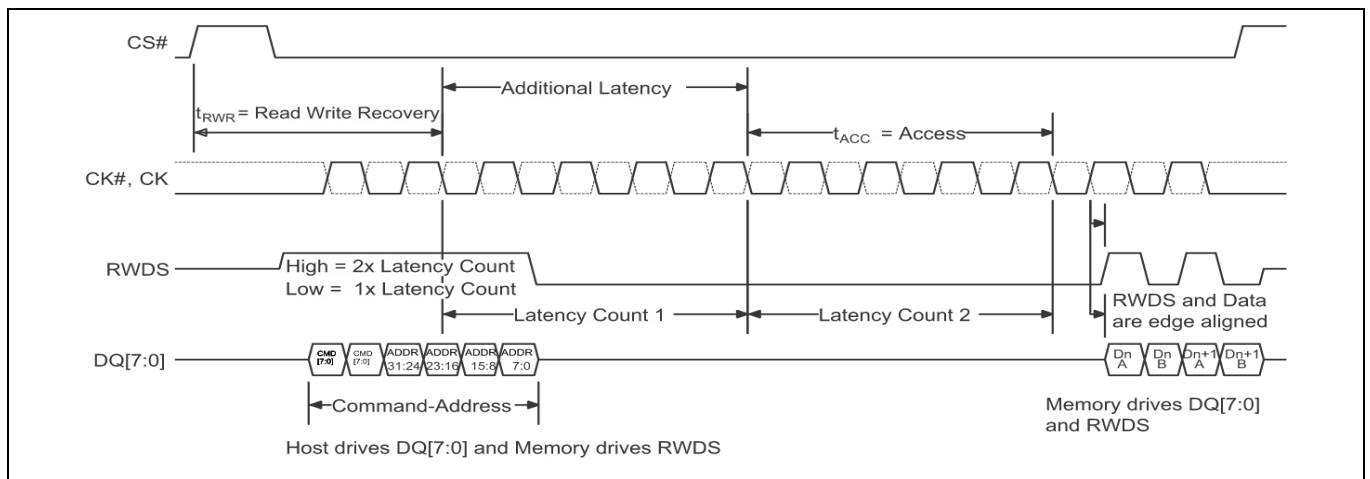 CS#
Additional Latency
tRWR = Read Write Recovery
tACC = Access
CK#, CK
RWDS
High = 2x Latency Count
Low = 1x Latency Count
Latency Count 1
Latency Count 2
RWDS and Data
are edge aligned
DQ[7:0]
CMD
[7:0]
CMD
[7:0]
ADDR
31:24
ADDR
23:16
ADDR
15:8
ADDR
7:0
Dn
A
Dn
B
Dn+1
A
Dn+1
B
Command-Address
Memory drives DQ[7:0]
and RWDS
Host drives DQ[7:0] and Memory drives RWDS